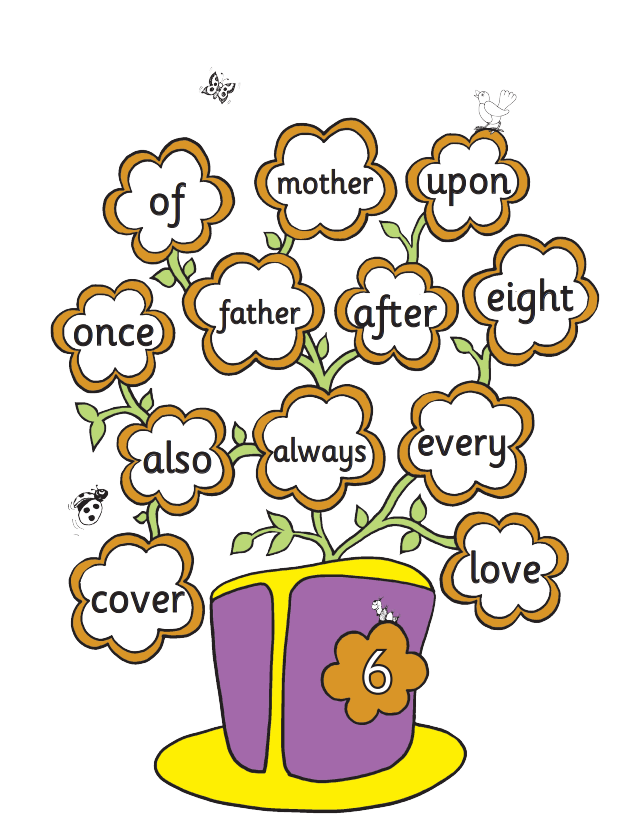 of
mother
upon
father
after
eight
once
also
always
every
cover
love
6